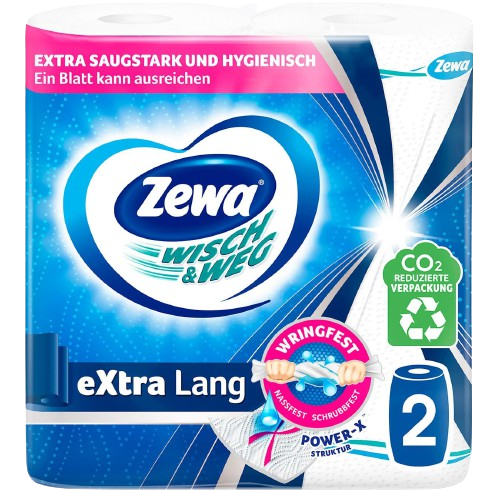 EXTRA SAUGSTARK UND HYGIENISCH
Ein Blatt kann ausreichen
Zewa
Zewa®
WISCH
& WEG
CO2
REDUZIERTE
VERPACKUNG
WRINGFEST
NASSFEST SCHRUBBFEST
eXtra Lang
POWER-X
STRUKTUR
2